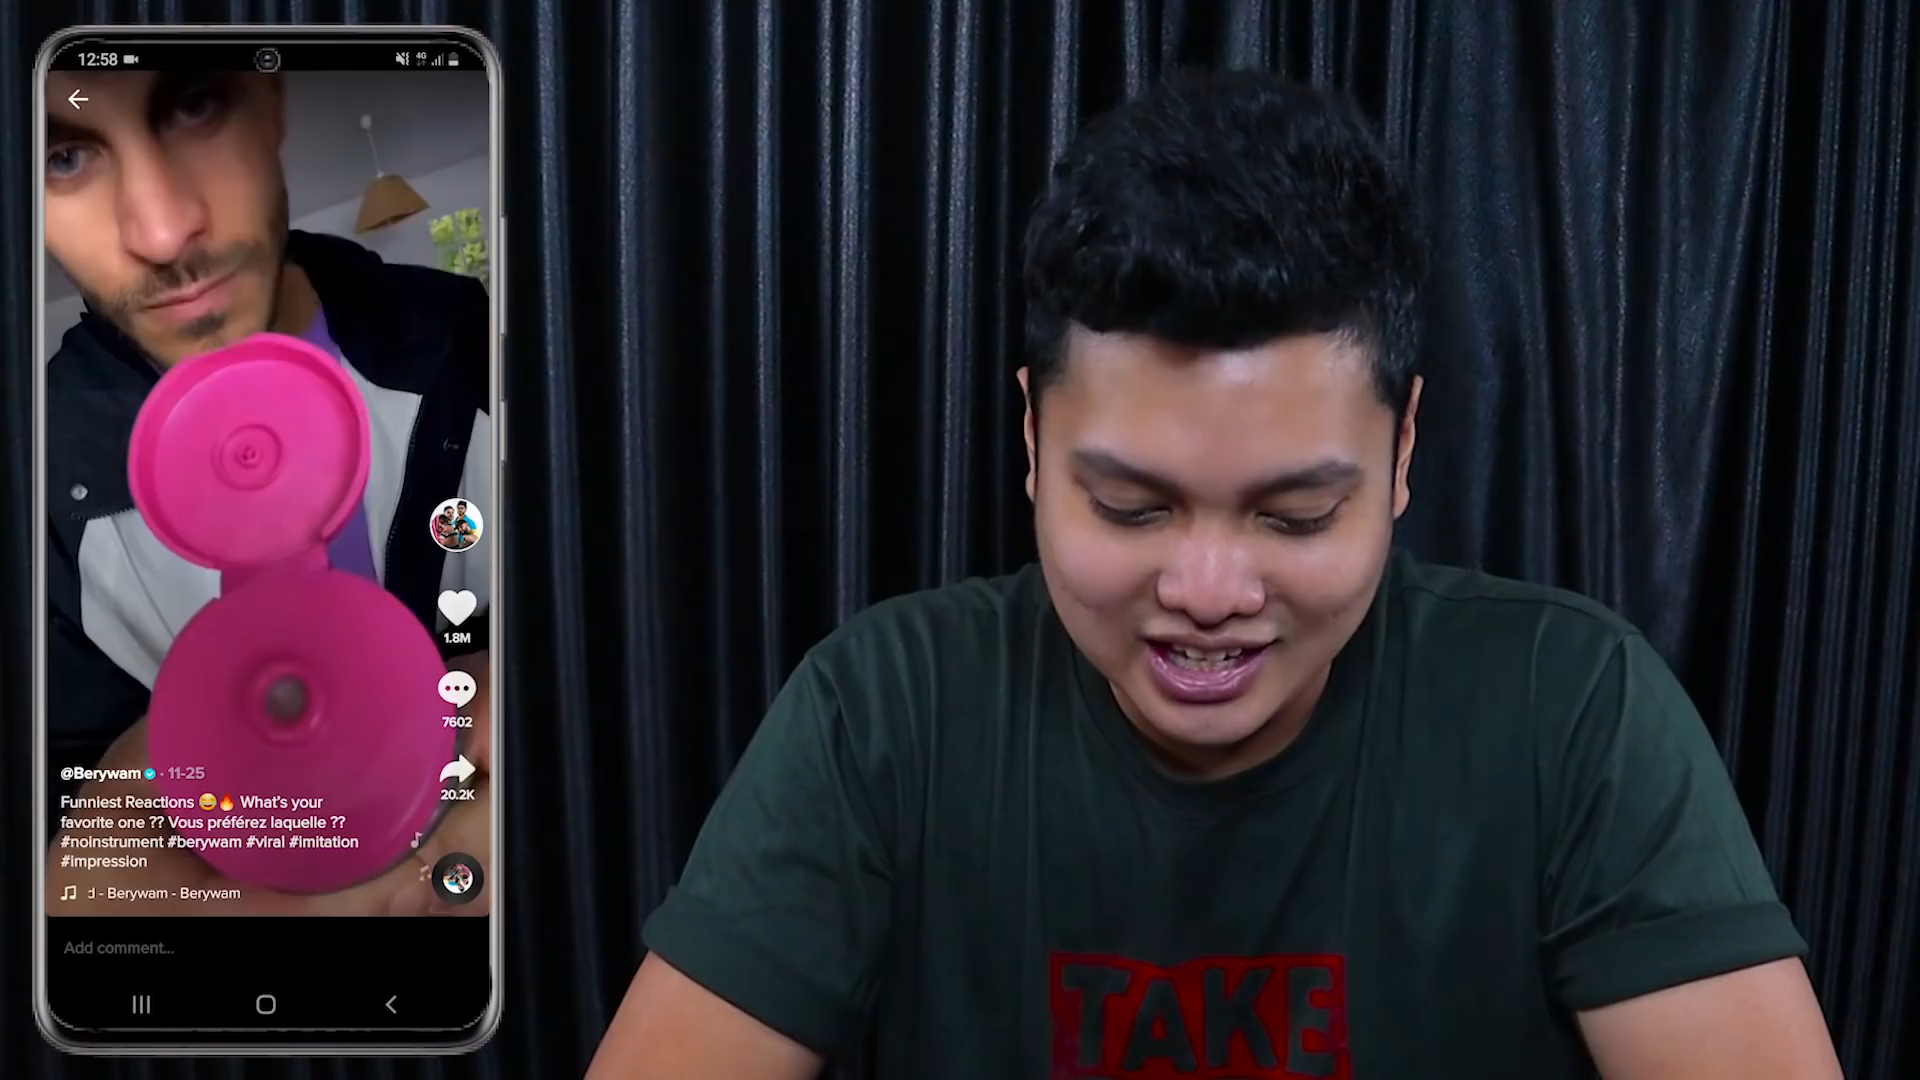 12:58
4G
1.8M
7602
20.2K
@Berywam · 11-25
Funniest Reactions 😂🔥 What's your
favorite one ?? Vous préférez laquelle ??
#noinstrument #berywam #viral #imitation
#impression
d - Berywam - Berywam
Add comment...
TAKE